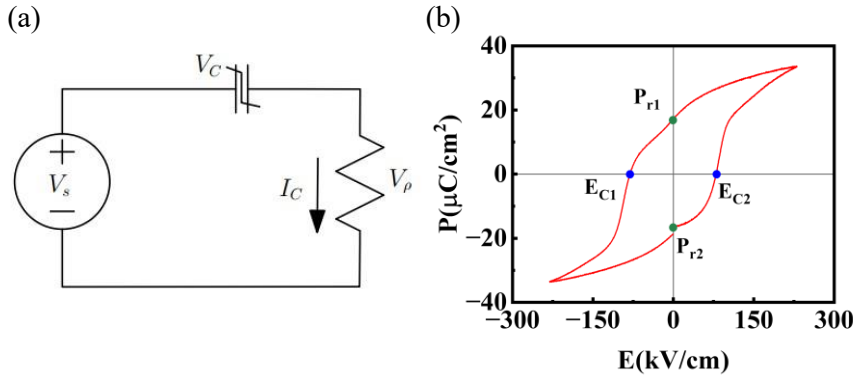 (a)
V_C
+
V_s
−
I_C
V_ρ
(b)
P(μC/cm²)
40
20
0
−20
−40
P_r1
E_C1
E_C2
P_r2
−300
−150
0
150
300
E(kV/cm)